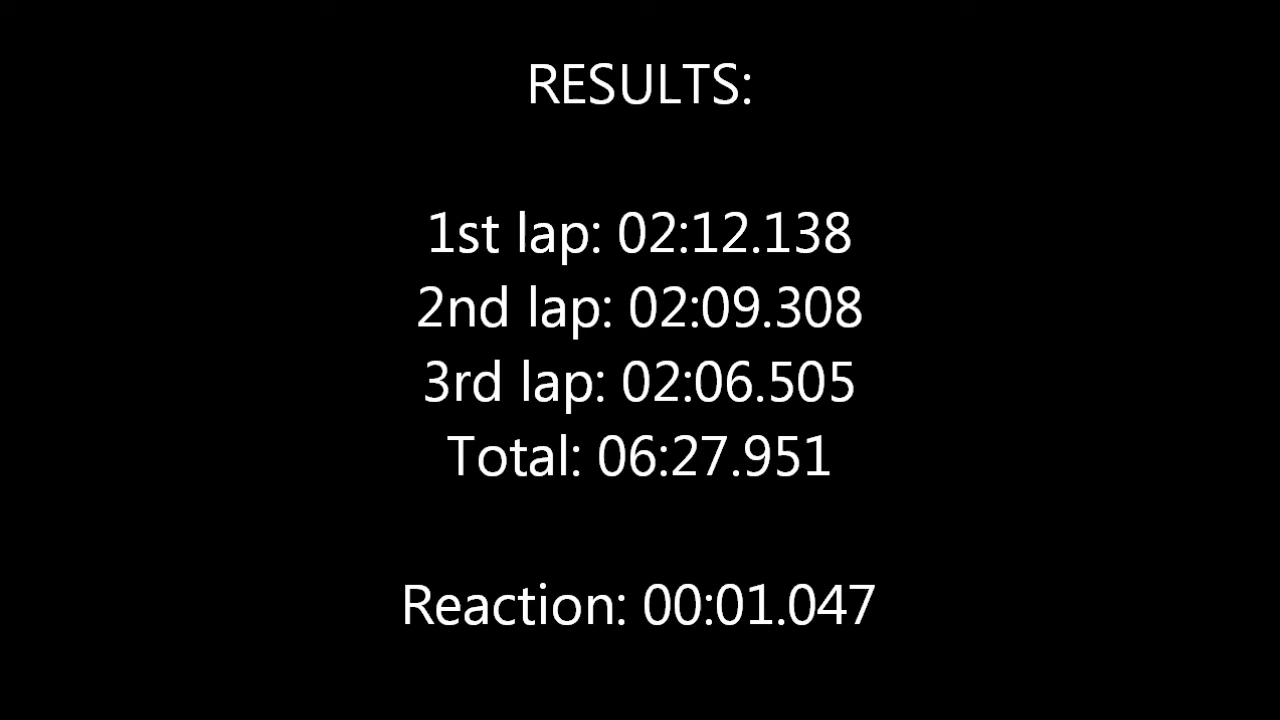 RESULTS:
1st lap: 02:12.138
2nd lap: 02:09.308
3rd lap: 02:06.505
Total: 06:27.951
Reaction: 00:01.047